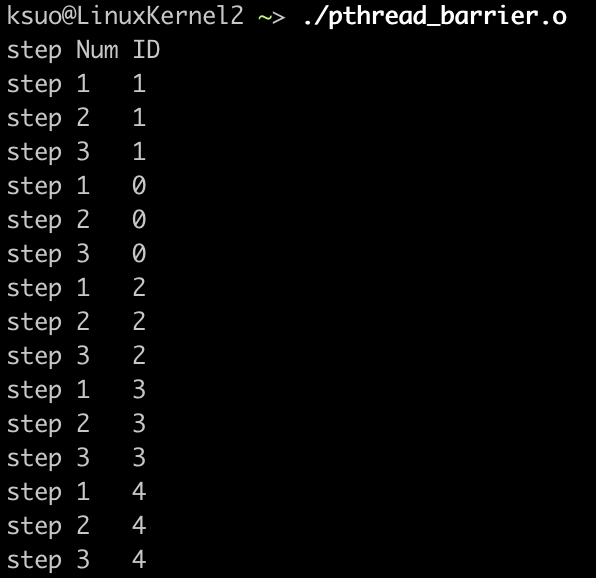 ksuo@LinuxKernel2 ~> ./pthread_barrier.o
step Num ID
step 1 1
step 2 1
step 3 1
step 1 0
step 2 0
step 3 0
step 1 2
step 2 2
step 3 2
step 1 3
step 2 3
step 3 3
step 1 4
step 2 4
step 3 4